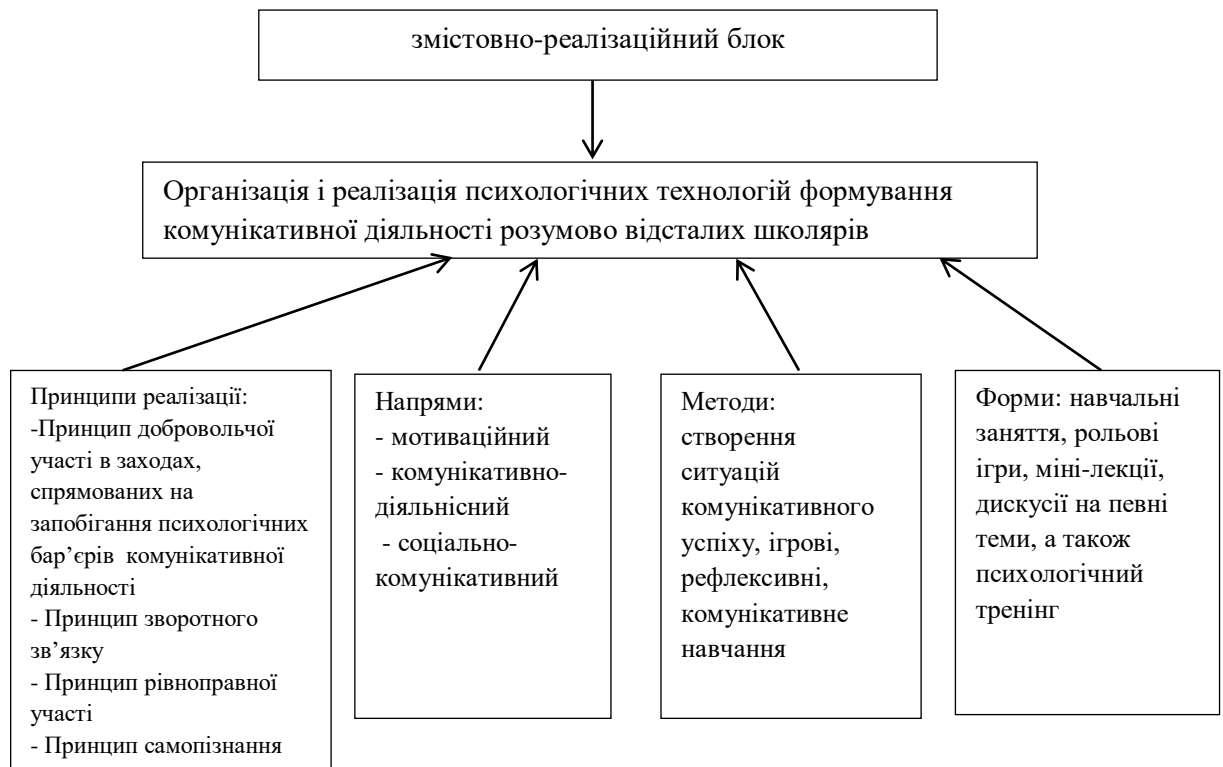 змістовно-реалізаційний блок
Організація і реалізація психологічних технологій формування
комунікативної діяльності розумово відсталих школярів
Принципи реалізації:
-Принцип добровольчої
участі в заходах,
спрямованих на
запобігання психологічних
бар’єрів комунікативної
діяльності
- Принцип зворотного
зв’язку
- Принцип рівноправної
участі
- Принцип самопізнання
Напрями:
- мотиваційний
- комунікативно-
діяльнісний
- соціально-
комунікативний
Методи:
створення
ситуацій
комунікативного
успіху, ігрові,
рефлексивні,
комунікативне
навчання
Форми: навчальні
заняття, рольові
ігри, міні-лекції,
дискусії на певні
теми, а також
психологічний
тренінг